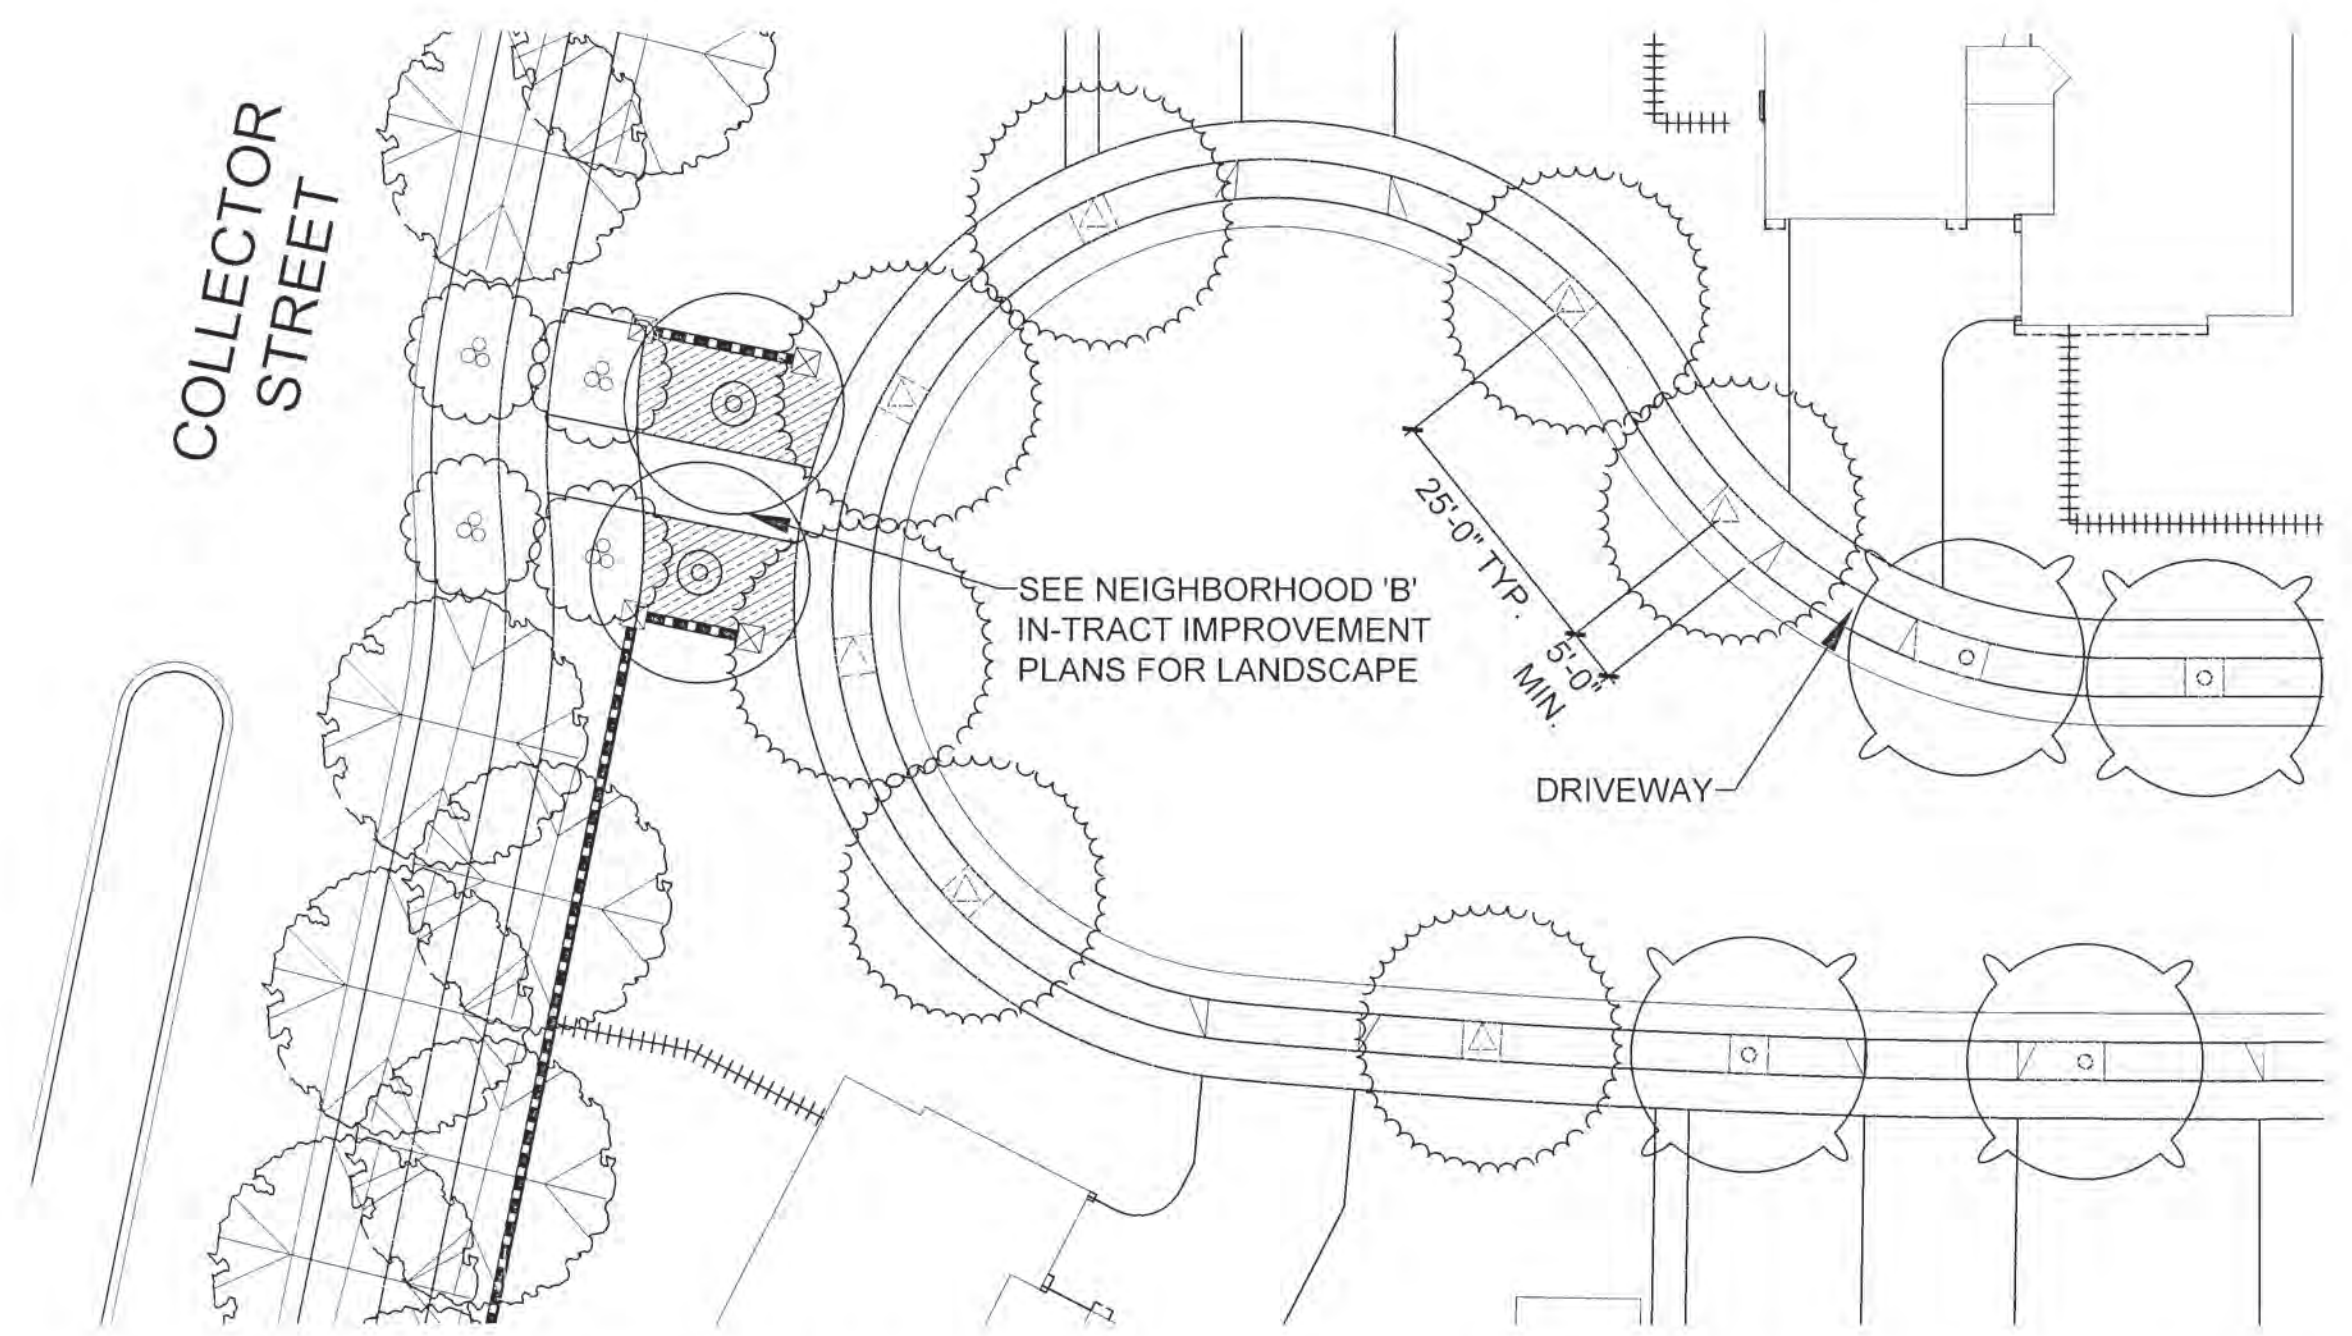 COLLECTOR
STREET
25'-0" TYP.
5'-0"
MIN.
SEE NEIGHBORHOOD 'B'
IN-TRACT IMPROVEMENT
PLANS FOR LANDSCAPE
DRIVEWAY